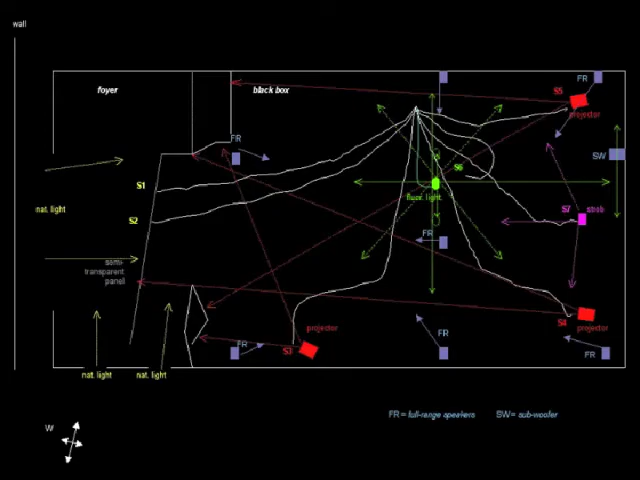 wall
foyer
black box
S5
FR
projector
FR
SW
S1
S6
nat. light
fluor. light
S7
strob
S2
FR
semi-
transparent
panel
S4
projector
projector
FR
S3
FR
FR
nat. light
nat. light
FR = full-range speakers
SW = sub-woofer
W